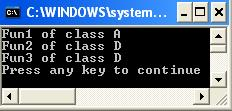 C:\WINDOWS\system...
Fun1 of class A
Fun2 of class D
Fun3 of class D
Press any key to continue